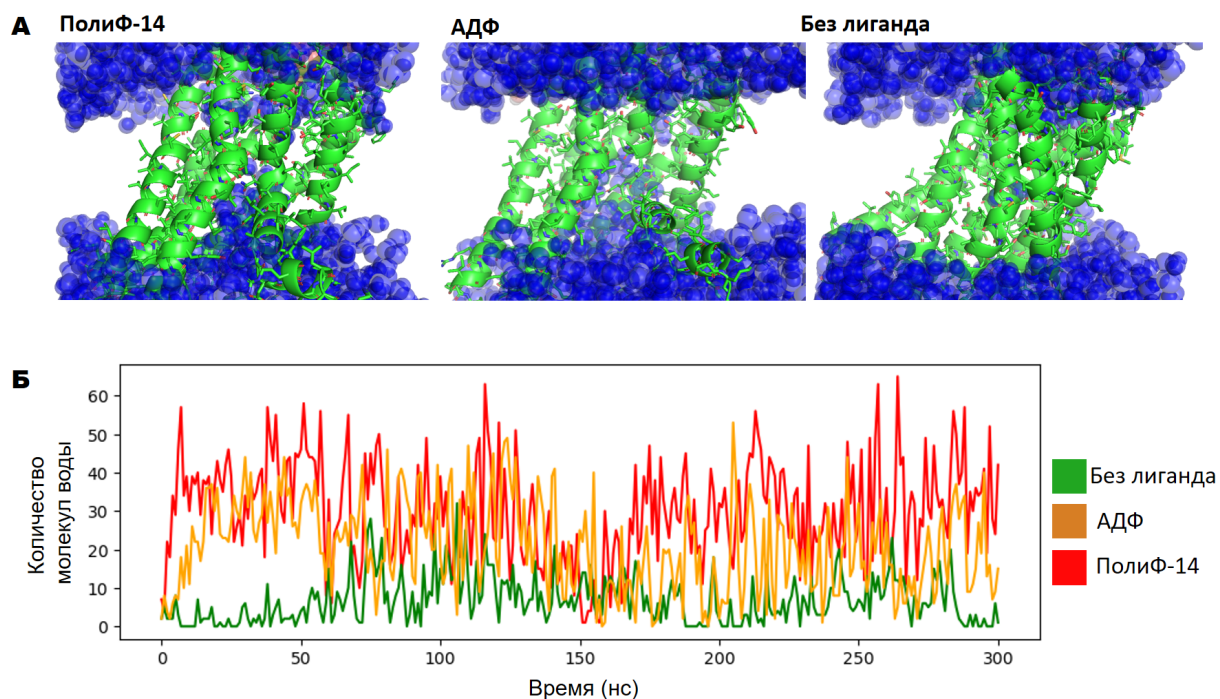 А
ПолиФ-14
АДФ
Без лиганда
Б
Количество
молекул воды
60
50
40
30
20
10
0
0
50
100
150
200
250
300
Время (нс)
Без лиганда
АДФ
ПолиФ-14